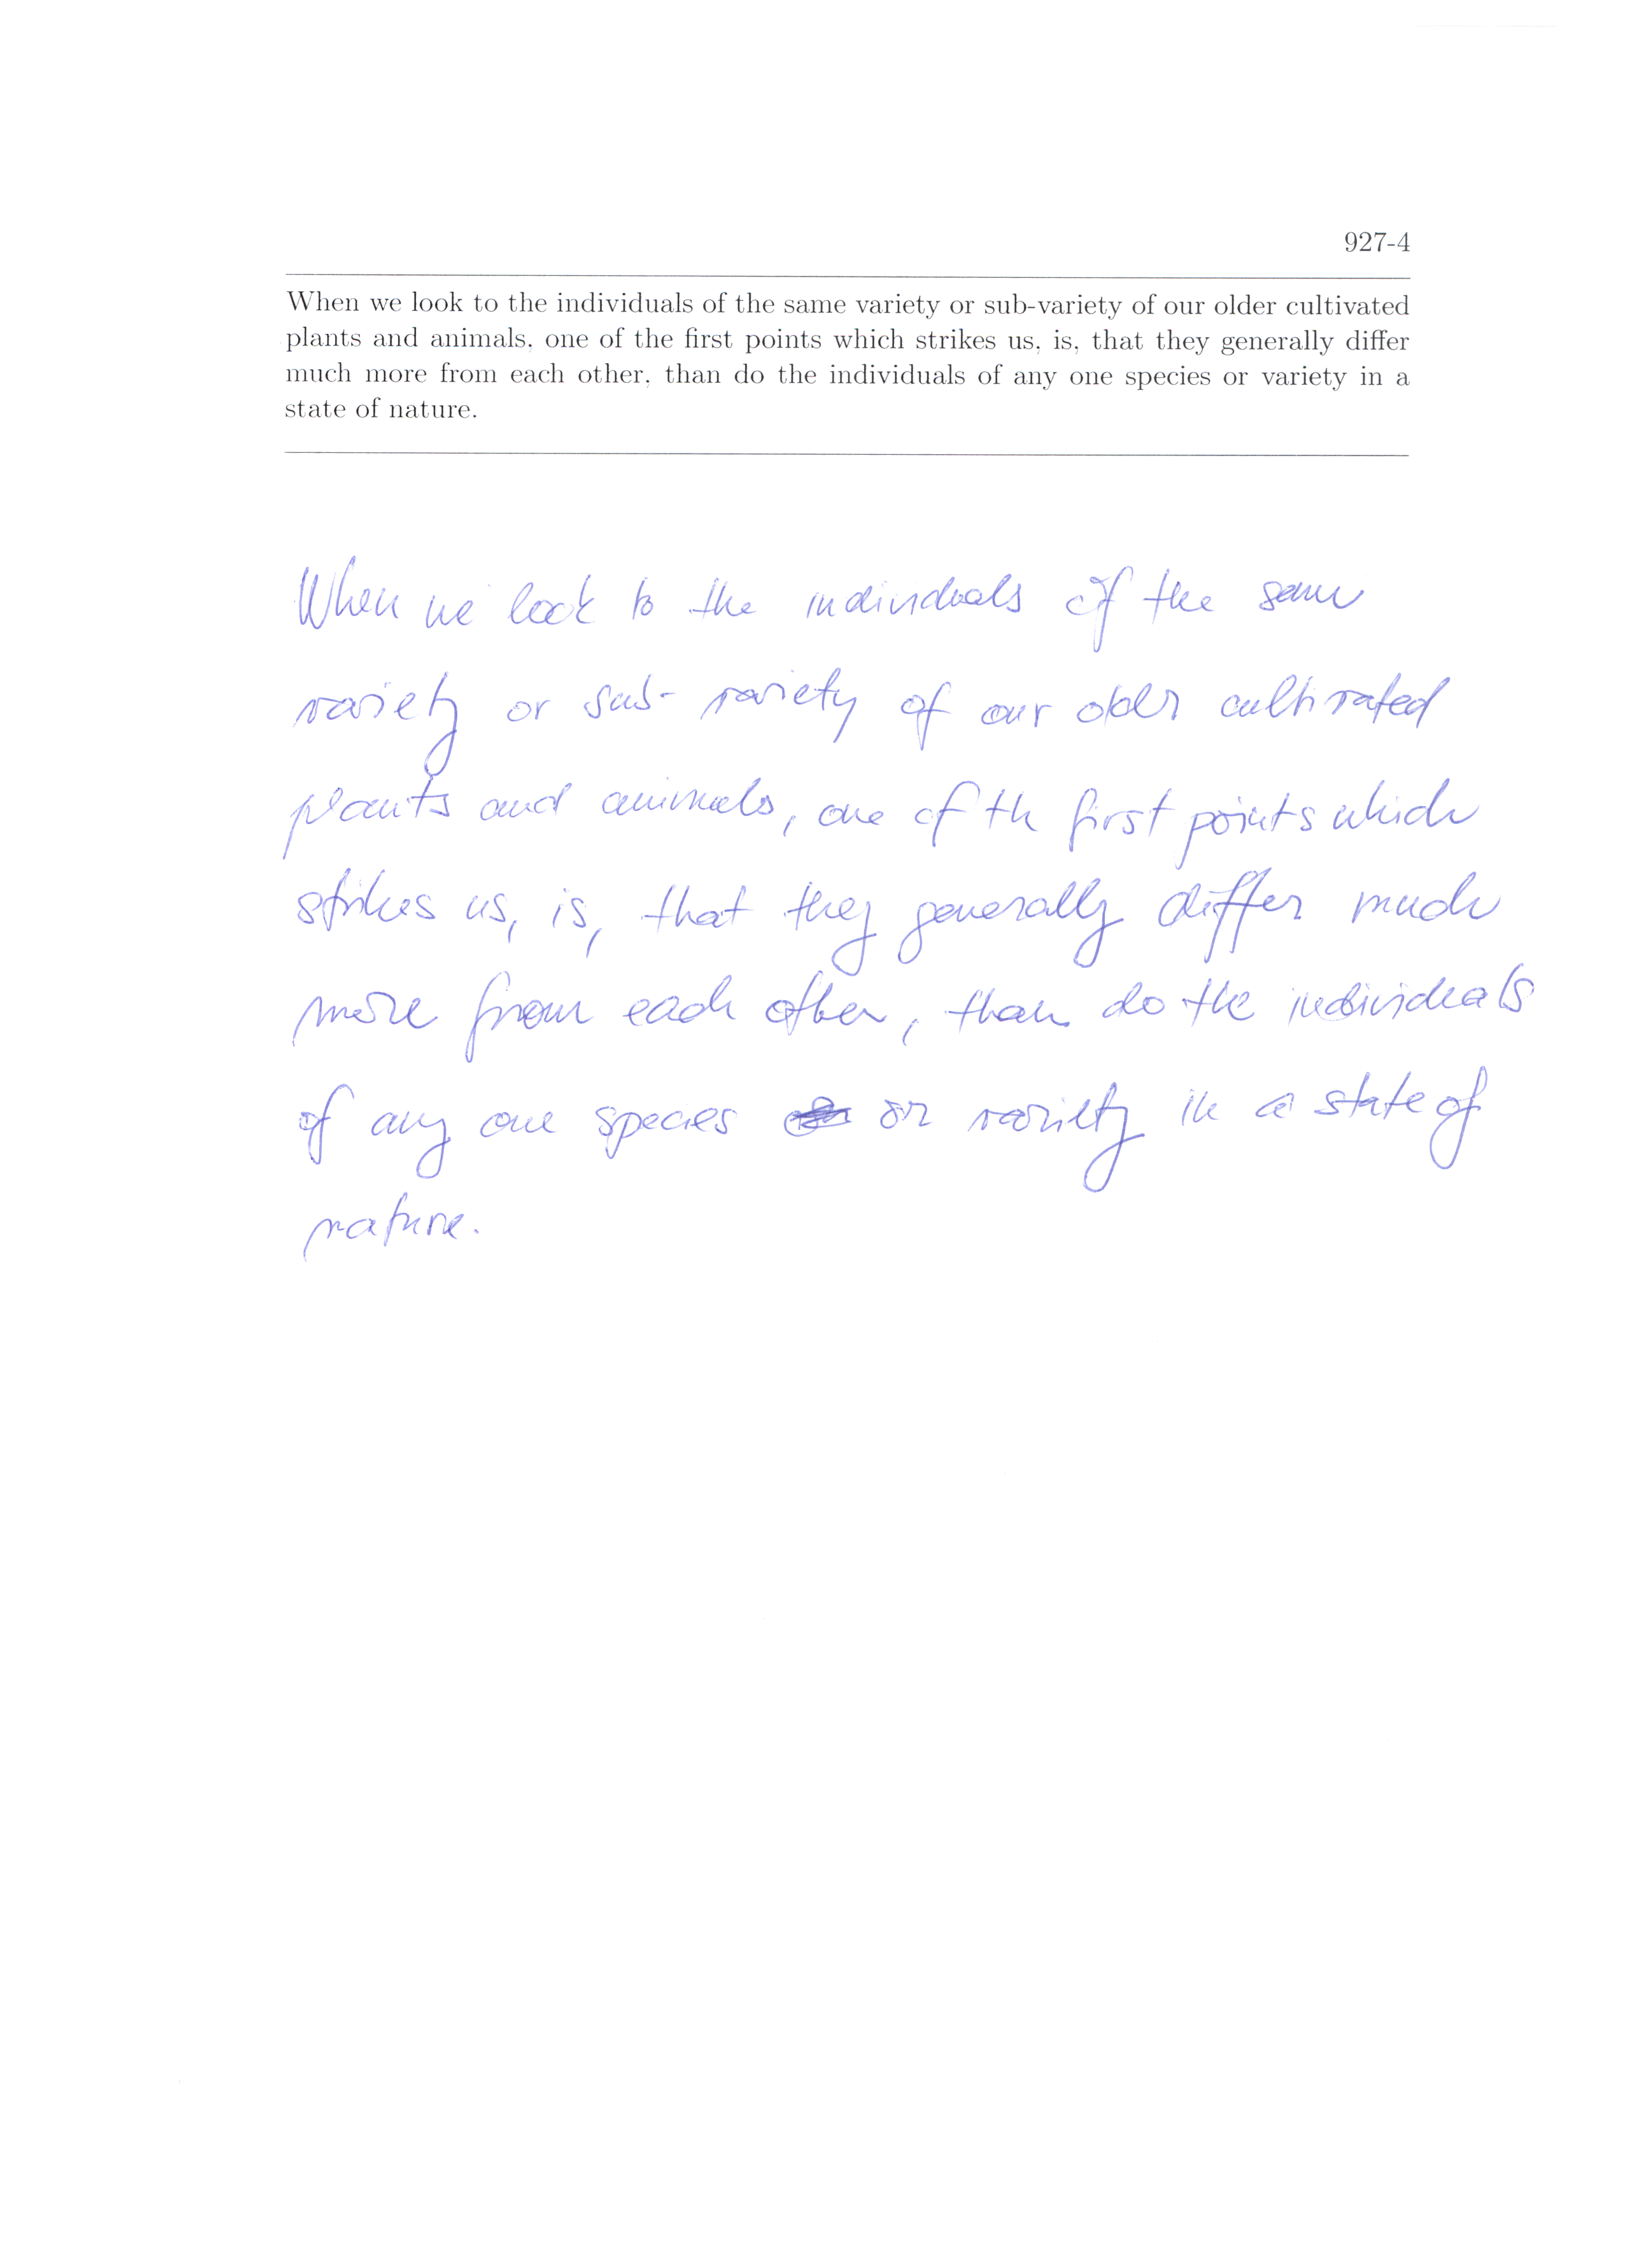 927-4
When we look to the individuals of the same variety or sub-variety of our older cultivated
plants and animals, one of the first points which strikes us, is, that they generally differ
much more from each other, than do the individuals of any one species or variety in a
state of nature.
When we look to the individuals of the same
variety or sub- variety of our older cultivated
plants and animals, one of th first points which
strikes us, is, that they generally differ much
more from each other, than do the individuals
of any one species or variety in a state of
nature.